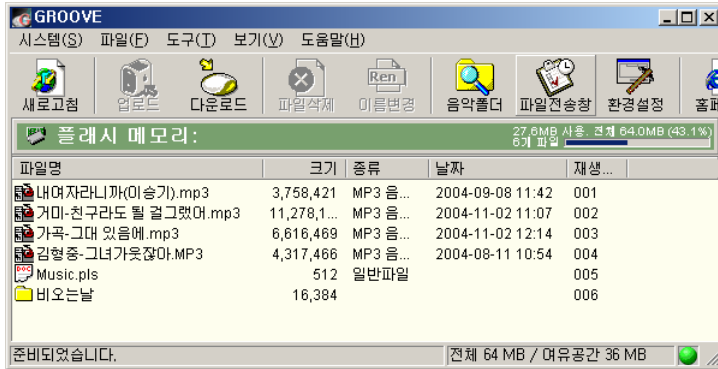 GROOVE
시스템(S) 파일(F) 도구(T) 보기(V) 도움말(H)
Ren
새로고침 업로드 다운로드 파일삭제 이름변경 음악폴더 파일전송창 환경설정 홈페
플래시 메모리: 27,6MB 사용. 전체 64.0MB (43.1%)
6개 파일
파일명 크기 종류 날짜 재생...
내여자라니까(이승기).mp3 3,758,421 MP3 음... 2004-09-08 11:42 001
거미-친구라도 될 걸그랬어.mp3 11,278,1... MP3 음... 2004-11-02 11:07 002
가곡-그대 있음에.mp3 6,616,469 MP3 음... 2004-11-02 12:14 003
김형중-그녀가웃잖아.MP3 4,317,466 MP3 음... 2004-08-11 10:54 004
DOC Music.pls 512 일반파일 005
비오는날 16,384 006
준비되었습니다. 전체 64 MB / 여유공간 36 MB